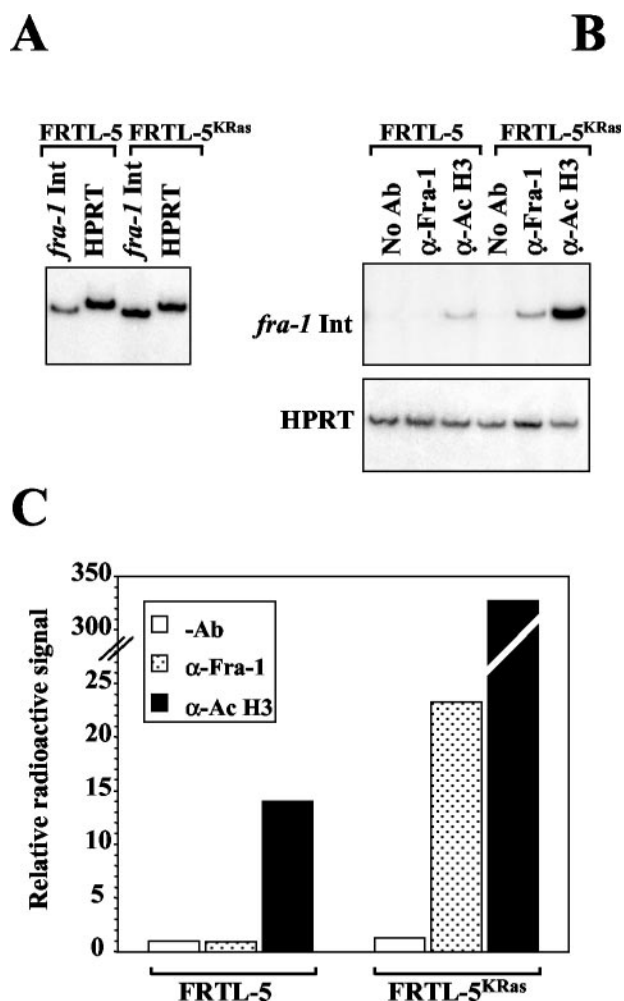 A
B
FRTL-5 FRTL-5KRas
fra-1 Int
HPRT
fra-1 Int
HPRT
FRTL-5 FRTL-5KRas
No Ab
α-Fra-1
α-Ac H3
No Ab
α-Fra-1
α-Ac H3
fra-1 Int
HPRT
C
Relative radioactive signal
350
300
25
20
15
10
5
0
-Ab
α-Fra-1
α-Ac H3
FRTL-5 FRTL-5KRas